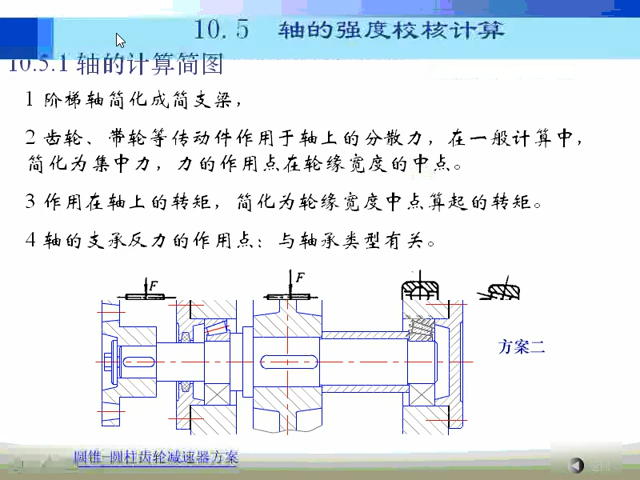 10.5 轴的强度校核计算
10.5.1 轴的计算简图
1 阶梯轴简化成简支梁，
2 齿轮、带轮等传动件作用于轴上的分散力，在一般计算中，
简化为集中力，力的作用点在轮缘宽度的中点。
3 作用在轴上的转矩，简化为轮缘宽度中点算起的转矩。
4 轴的支承反力的作用点：与轴承类型有关。
F
F
方案二
圆锥-圆柱齿轮减速器方案